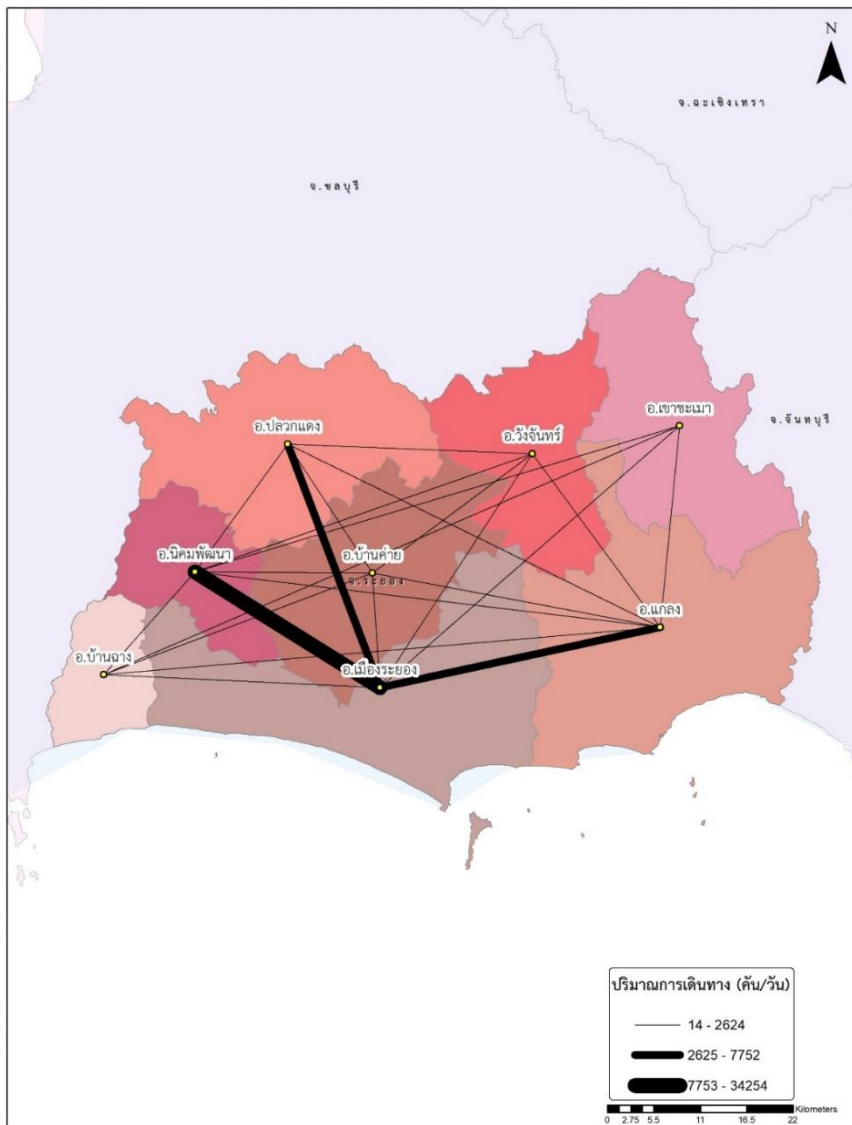 N
จ.ฉะเชิงเทรา
จ.ชลบุรี
อ.เขาชะเมา
จ.จันทบุรี
อ.ปลวกแดง
อ.วังจันทร์
อ.นิคมพัฒนา
อ.บ้านค่าย
จ.ระยอง
อ.แกลง
อ.บ้านฉาง
อ.เมืองระยอง
ปริมาณการเดินทาง (คัน/วัน)
14 - 2624
2625 - 7752
7753 - 34254
Kilometers
0 2.75 5.5 11 16.5 22